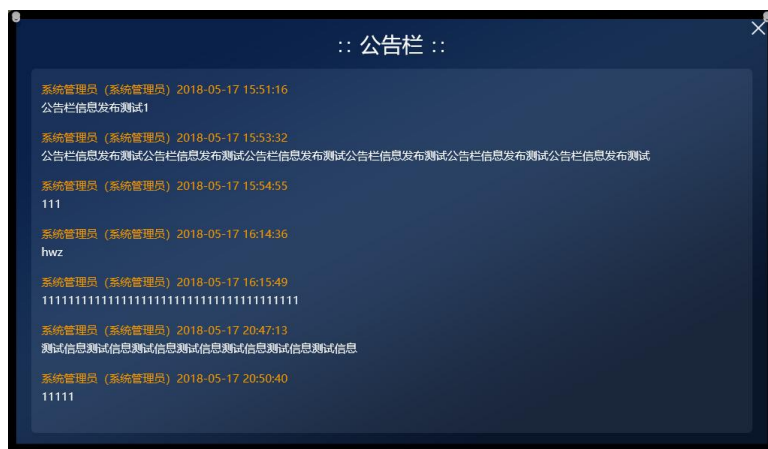 :: 公告栏 ::
系统管理员 (系统管理员) 2018-05-17 15:51:16
公告栏信息发布测试1
系统管理员 (系统管理员) 2018-05-17 15:53:32
公告栏信息发布测试公告栏信息发布测试公告栏信息发布测试公告栏信息发布测试公告栏信息发布测试公告栏信息发布测试
系统管理员 (系统管理员) 2018-05-17 15:54:55
111
系统管理员 (系统管理员) 2018-05-17 16:14:36
hwz
系统管理员 (系统管理员) 2018-05-17 16:15:49
1111111111111111111111111111111111111
系统管理员 (系统管理员) 2018-05-17 20:47:13
测试信息测试信息测试信息测试信息测试信息测试信息测试信息
系统管理员 (系统管理员) 2018-05-17 20:50:40
11111